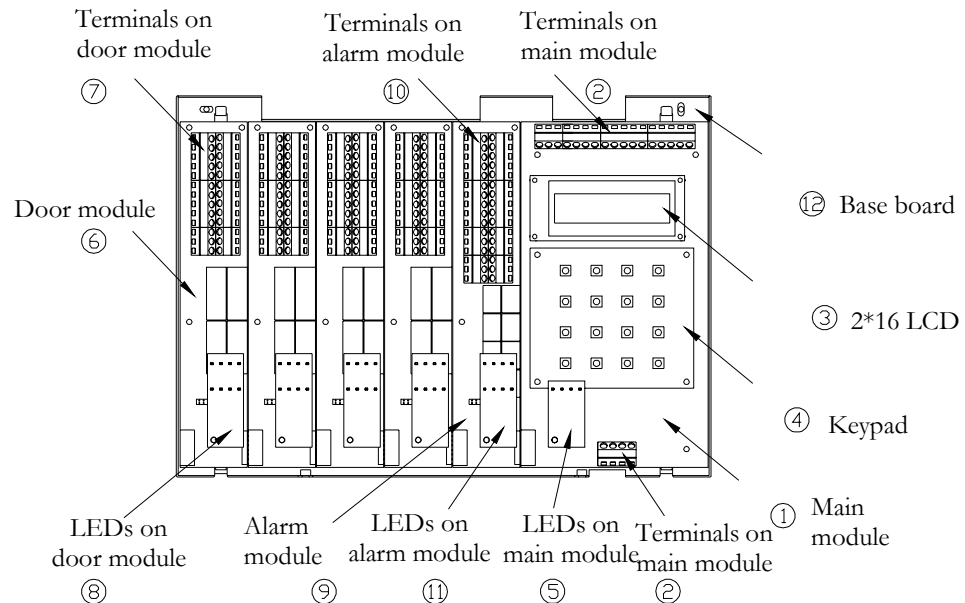 Terminals on
door module
⑦
Terminals on
alarm module
⑩
Terminals on
main module
②
Door module
⑥
⑫ Base board
③ 2*16 LCD
④ Keypad
① Main
module
LEDs on
door module
⑧
Alarm
module ⑨
LEDs on
alarm module
⑪
LEDs on
main module
⑤
Terminals on
main module
②